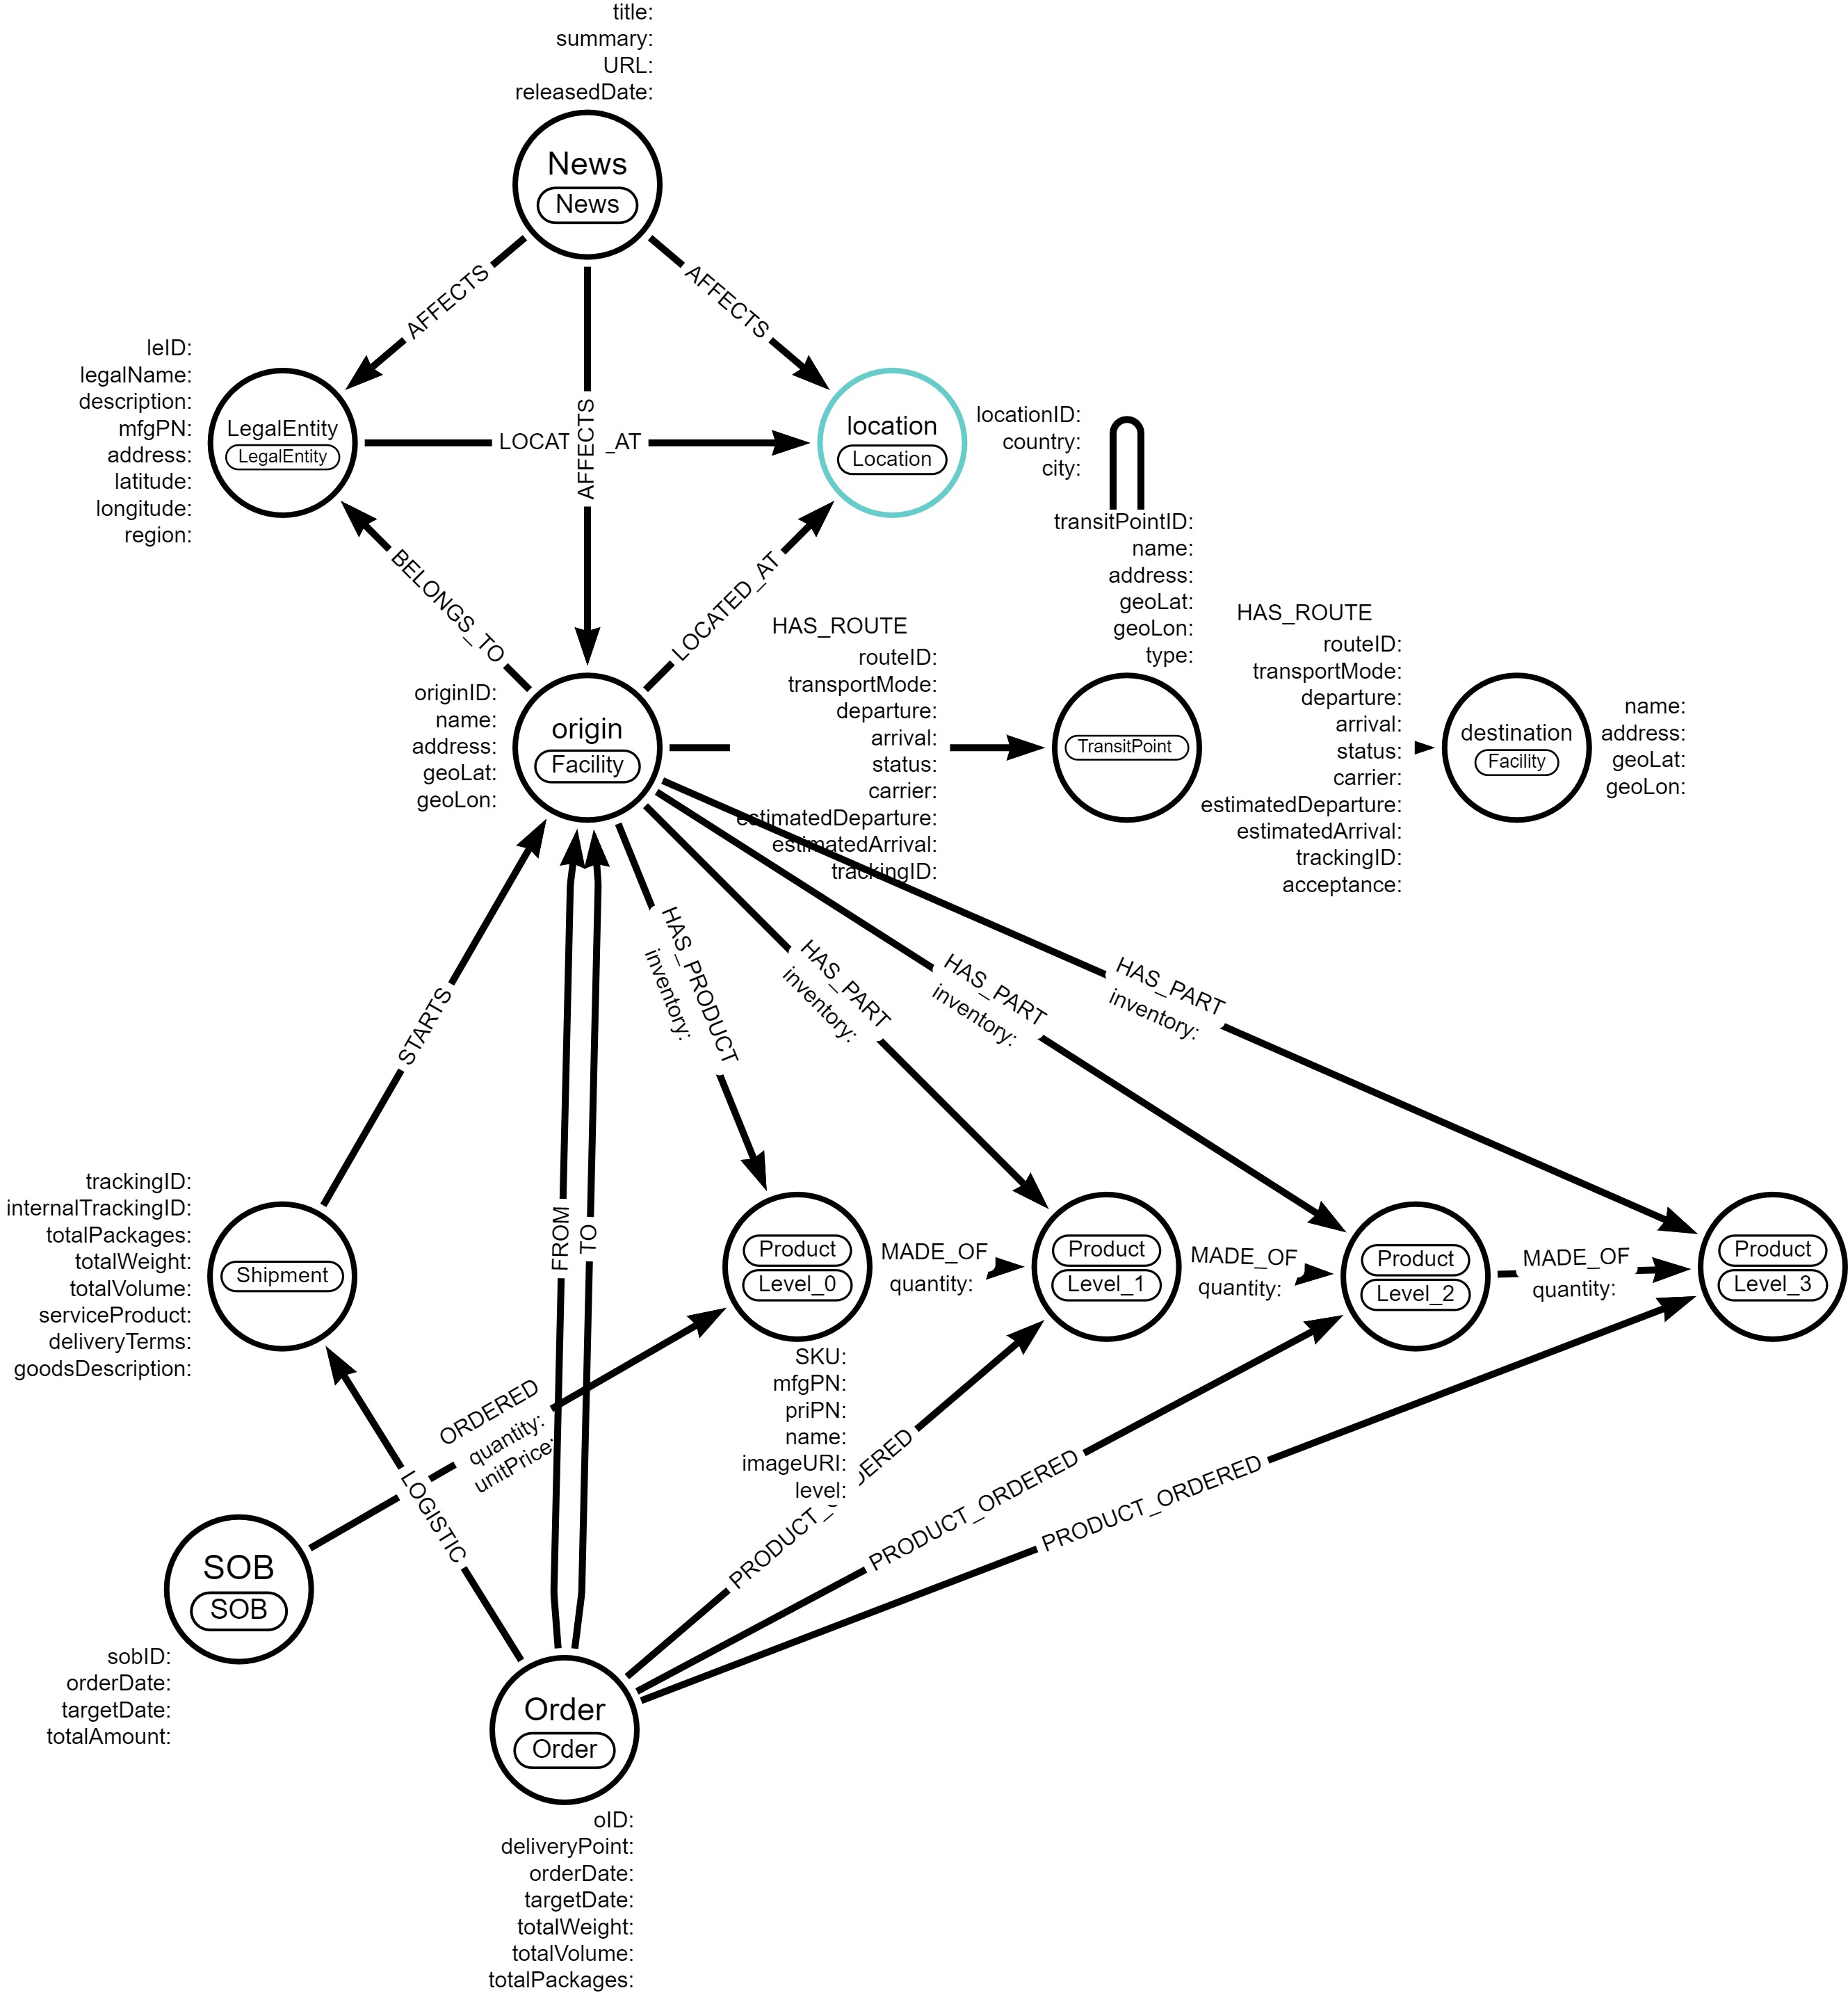 title:
summary:
URL:
releasedDate:
News
News
AFFECTS
AFFECTS
AFFECTS
leID:
legalName:
description:
mfgPN:
address:
latitude:
longitude:
region:
LegalEntity
LegalEntity
LOCAT _AT
location
Location
locationID:
country:
city:
BELONGS_TO
LOCATED_AT
originID:
name:
address:
geoLat:
geoLon:
origin
Facility
HAS_ROUTE
routeID:
transportMode:
departure:
arrival:
status:
carrier:
estimatedDeparture:
estimatedArrival:
trackingID:
transitPointID:
name:
address:
geoLat:
geoLon:
type:
TransitPoint
HAS_ROUTE
routeID:
transportMode:
departure:
arrival:
status:
carrier:
estimatedDeparture:
estimatedArrival:
trackingID:
acceptance:
destination
Facility
name:
address:
geoLat:
geoLon:
STARTS
HAS_PRODUCT
inventory:
HAS_PART
inventory:
HAS_PART
inventory:
HAS_PART
inventory:
trackingID:
internalTrackingID:
totalPackages:
totalWeight:
totalVolume:
serviceProduct:
deliveryTerms:
goodsDescription:
Shipment
FROM
TO
Product
Level_0
MADE_OF
quantity:
Product
Level_1
MADE_OF
quantity:
Product
Level_2
MADE_OF
quantity:
Product
Level_3
SKU:
mfgPN:
priPN:
name:
imageURI:
level:
ORDERED
quantity:
unitPrice:
LOGISTIC
PRODUCT_ DERED
PRODUCT_ORDERED
PRODUCT_ORDERED
SOB
SOB
sobID:
orderDate:
targetDate:
totalAmount:
Order
Order
oID:
deliveryPoint:
orderDate:
targetDate:
totalWeight:
totalVolume:
totalPackages: